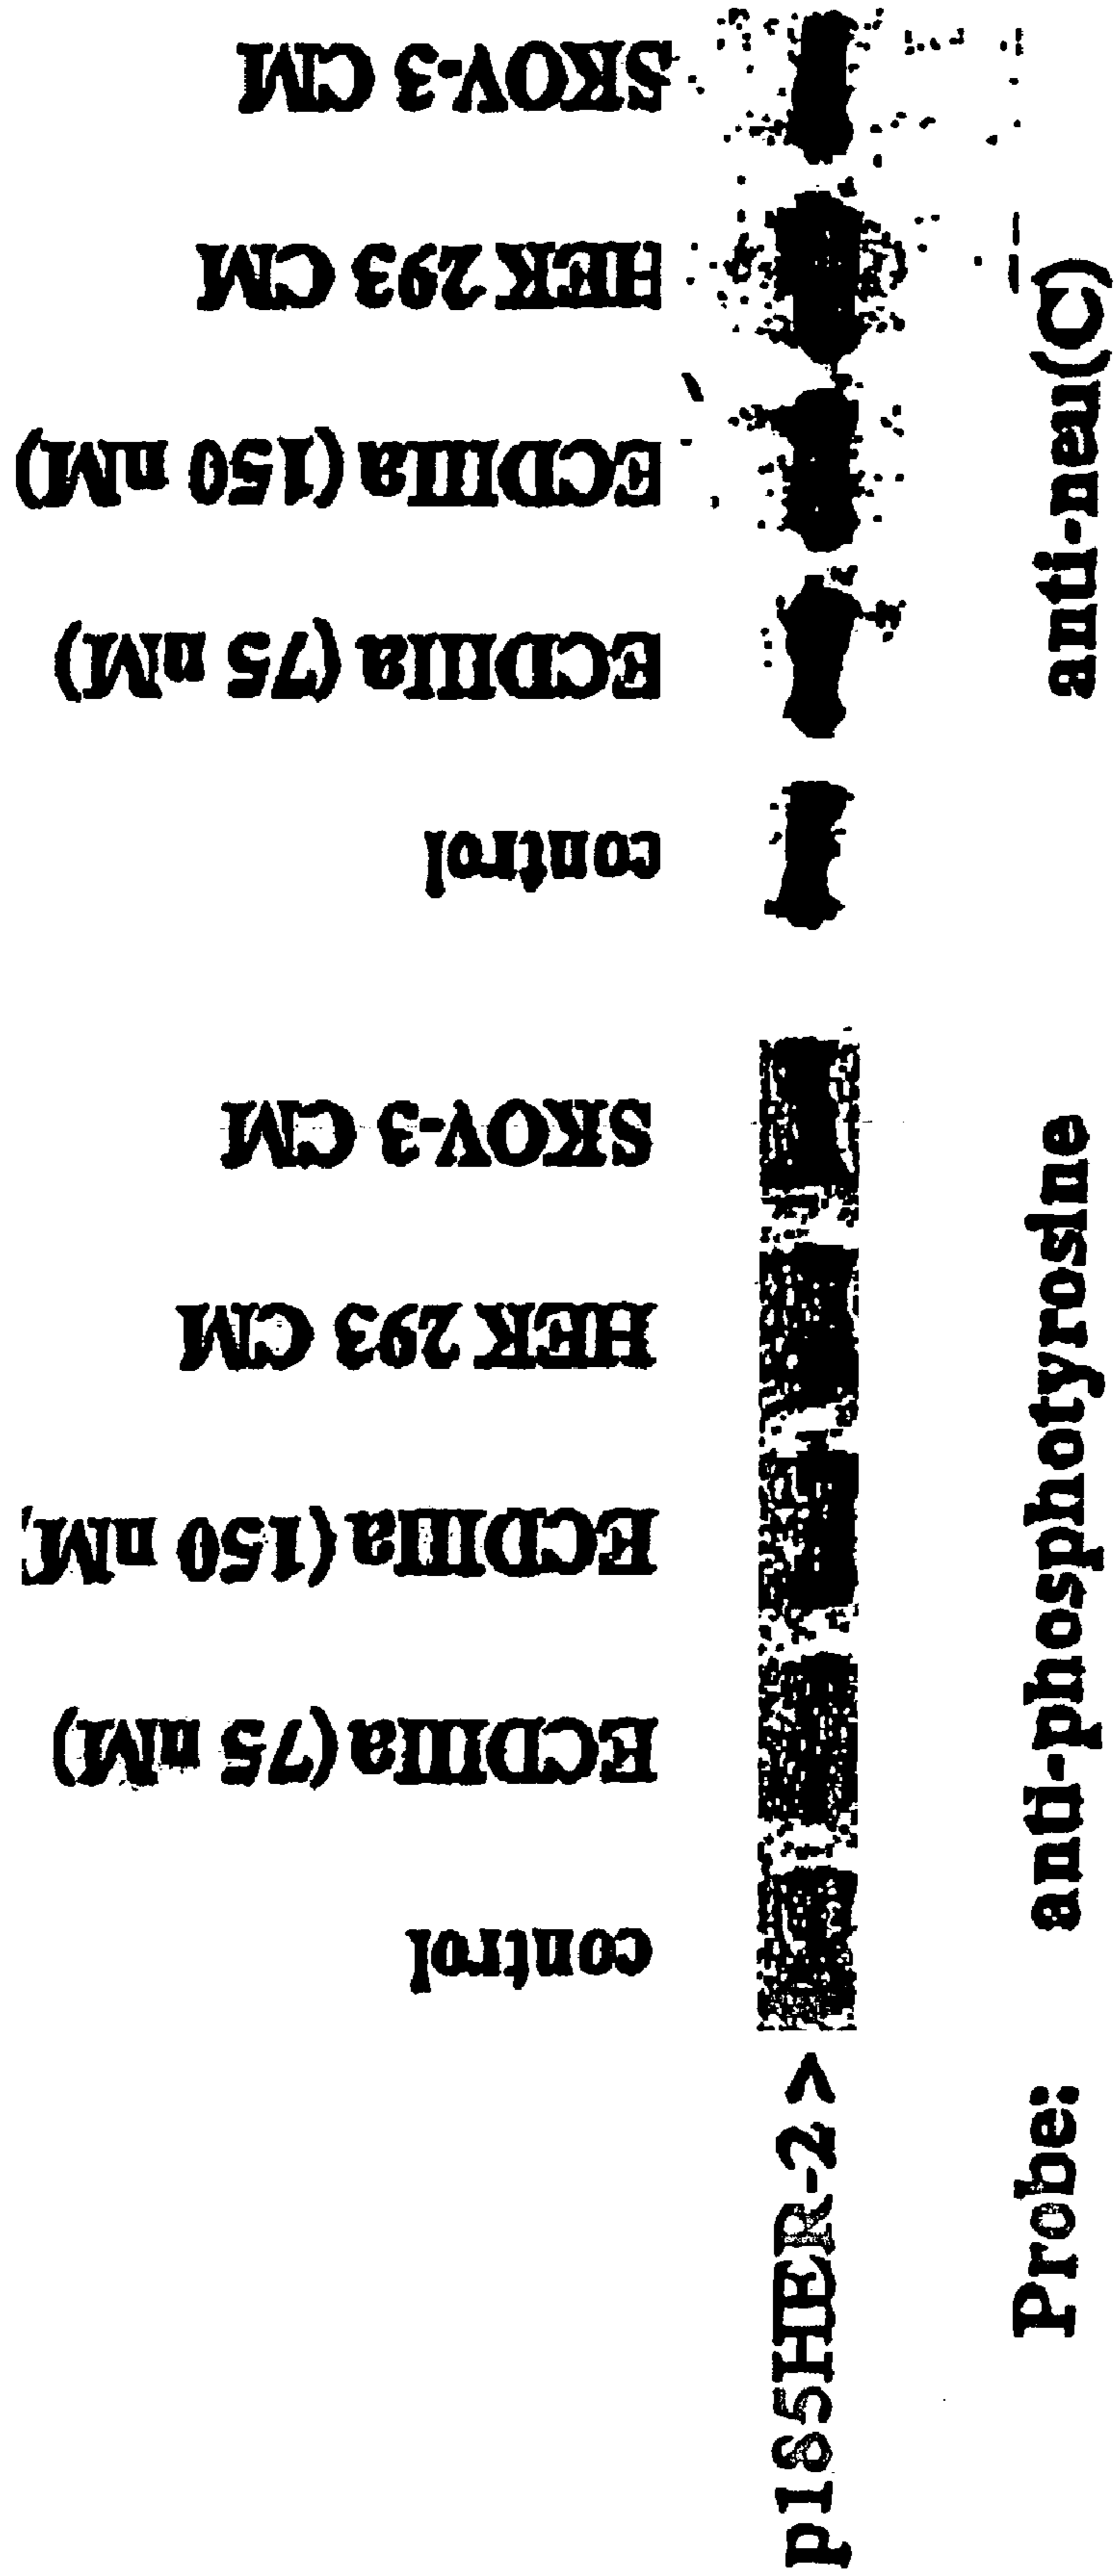 control
ECDIIIa (75 nM)
ECDIIIa (150 nM)
HEK 293 CM
SKOV-3 CM
control
ECDIIIa (75 nM)
ECDIIIa (150 nM)
HEK 293 CM
SKOV-3 CM
p185HER-2 >
Probe: anti-phosphotyrosine anti-neu(C)